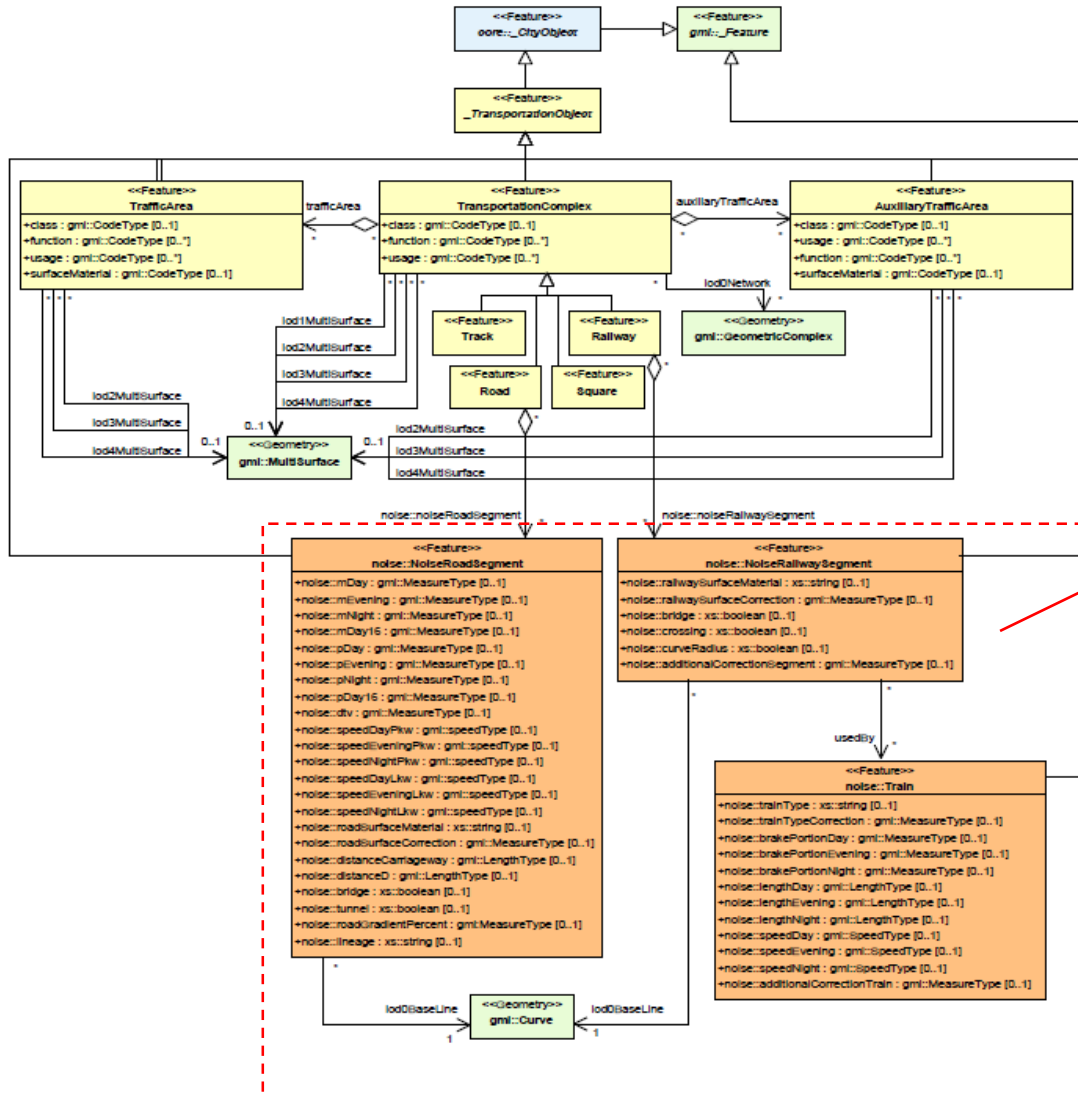 <<Feature>>
core::_CityObject
<<Feature>>
gml::_Feature
<<Feature>>
_TransportationObject
<<Feature>>
TrafficArea
+class : gml::CodeType [0..1]
+function : gml::CodeType [0..*]
+usage : gml::CodeType [0..*]
+surfaceMaterial : gml::CodeType [0..1]
trafficArea
*
*
<<Feature>>
TransportationComplex
+class : gml::CodeType [0..1]
+function : gml::CodeType [0..*]
+usage : gml::CodeType [0..*]
auxiliaryTrafficArea
*
*
<<Feature>>
AuxiliaryTrafficArea
+class : gml::CodeType [0..1]
+usage : gml::CodeType [0..*]
+function : gml::CodeType [0..*]
+surfaceMaterial : gml::CodeType [0..1]
* * *
* * * *
*
lod0Network
*
* * *
<<Geometry>>
gml::GeometricComplex
lod1MultiSurface
lod2MultiSurface
lod3MultiSurface
lod4MultiSurface
<<Feature>>
Track
<<Feature>>
Railway
*
<<Feature>>
Road
*
<<Feature>>
Square
lod2MultiSurface
lod3MultiSurface
lod4MultiSurface
0..1
0..1
0..1
<<Geometry>>
gml::MultiSurface
lod2MultiSurface
lod3MultiSurface
lod4MultiSurface
noise::noiseRoadSegment
*
*
noise::noiseRailwaySegment
<<Feature>>
noise::NoiseRoadSegment
+noise::mDay : gml::MeasureType [0..1]
+noise::mEvening : gml::MeasureType [0..1]
+noise::mNight : gml::MeasureType [0..1]
+noise::mDay16 : gml::MeasureType [0..1]
+noise::pDay : gml::MeasureType [0..1]
+noise::pEvening : gml::MeasureType [0..1]
+noise::pNight : gml::MeasureType [0..1]
+noise::pDay16 : gml::MeasureType [0..1]
+noise::dtv : gml::MeasureType [0..1]
+noise::speedDayPkw : gml::speedType [0..1]
+noise::speedEveningPkw : gml::speedType [0..1]
+noise::speedNightPkw : gml::speedType [0..1]
+noise::speedDayLkw : gml::speedType [0..1]
+noise::speedEveningLkw : gml::speedType [0..1]
+noise::speedNightLkw : gml::speedType [0..1]
+noise::roadSurfaceMaterial : xs::string [0..1]
+noise::roadSurfaceCorrection : gml::MeasureType [0..1]
+noise::distanceCarriageway : gml::LengthType [0..1]
+noise::distanceD : gml::LengthType [0..1]
+noise::bridge : xs::boolean [0..1]
+noise::tunnel : xs::boolean [0..1]
+noise::roadGradientPercent : gml:MeasureType [0..1]
+noise::lineage : xs::string [0..1]
<<Feature>>
noise::NoiseRailwaySegment
+noise::railwaySurfaceMaterial : xs::string [0..1]
+noise::railwaySurfaceCorrection : gml::MeasureType [0..1]
+noise::bridge : xs::boolean [0..1]
+noise::crossing : xs::boolean [0..1]
+noise::curveRadius : xs::boolean [0..1]
+noise::additionalCorrectionSegment : gml::MeasureType [0..1]
*
*
usedBy
*
<<Feature>>
noise::Train
+noise::trainType : xs::string [0..1]
+noise::trainTypeCorrection : gml::MeasureType [0..1]
+noise::brakePortionDay : gml::MeasureType [0..1]
+noise::brakePortionEvening : gml::MeasureType [0..1]
+noise::brakePortionNight : gml::MeasureType [0..1]
+noise::lengthDay : gml::LengthType [0..1]
+noise::lengthEvening : gml::LengthType [0..1]
+noise::lengthNight : gml::LengthType [0..1]
+noise::speedDay : gml::SpeedType [0..1]
+noise::speedEvening : gml::SpeedType [0..1]
+noise::speedNight : gml::SpeedType [0..1]
+noise::additionalCorrectionTrain : gml::MeasureType [0..1]
*
lod0BaseLine
1
<<Geometry>>
gml::Curve
lod0BaseLine
1